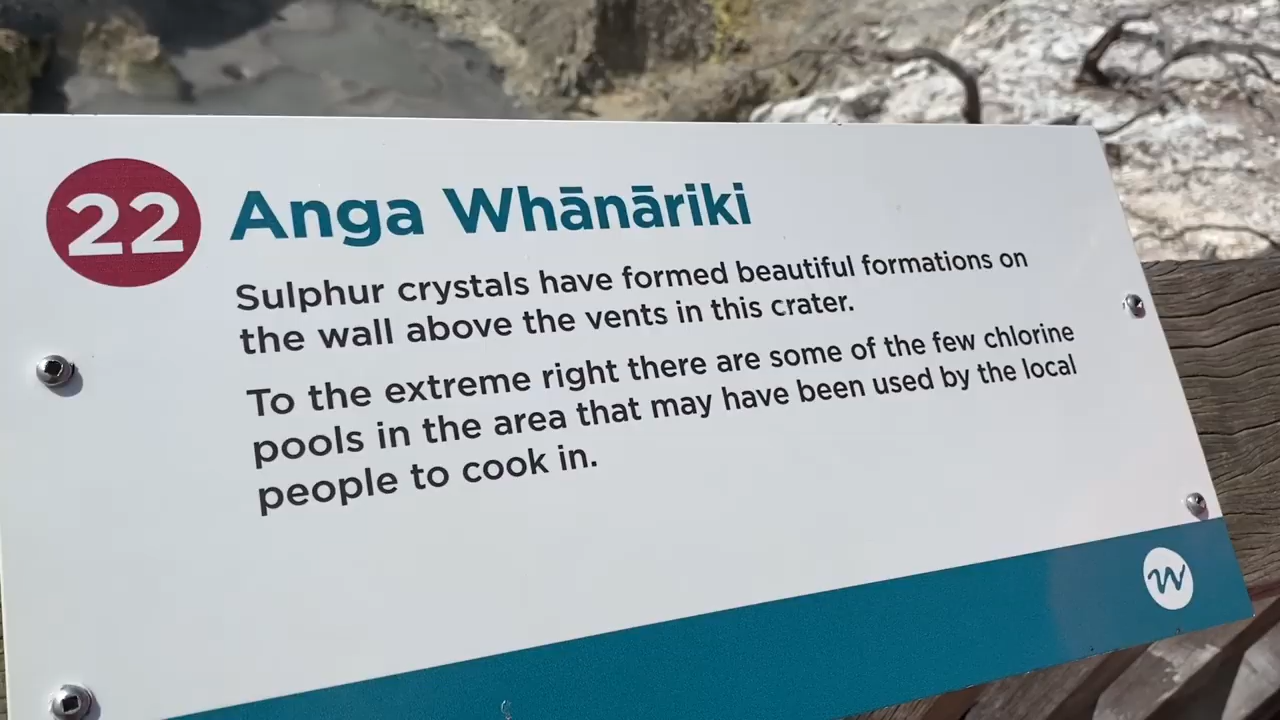 22
Anga Whānāriki
Sulphur crystals have formed beautiful formations on
the wall above the vents in this crater.
To the extreme right there are some of the few chlorine
pools in the area that may have been used by the local
people to cook in.
W